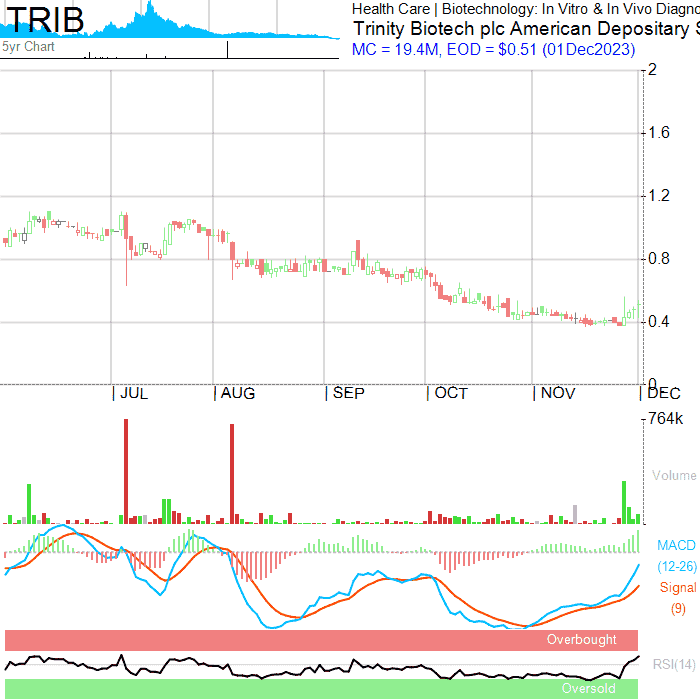 TRIB
5yr Chart
Health Care | Biotechnology: In Vitro & In Vivo Diagno
Trinity Biotech plc American Depositary S
MC = 19.4M, EOD = $0.51 (01Dec2023)
2
1.6
1.2
0.8
0.4
0
| JUL | AUG | SEP | OCT | NOV | DEC
764k
Volume
MACD
(12-26)
Signal
(9)
Overbought
RSI(14)
Oversold